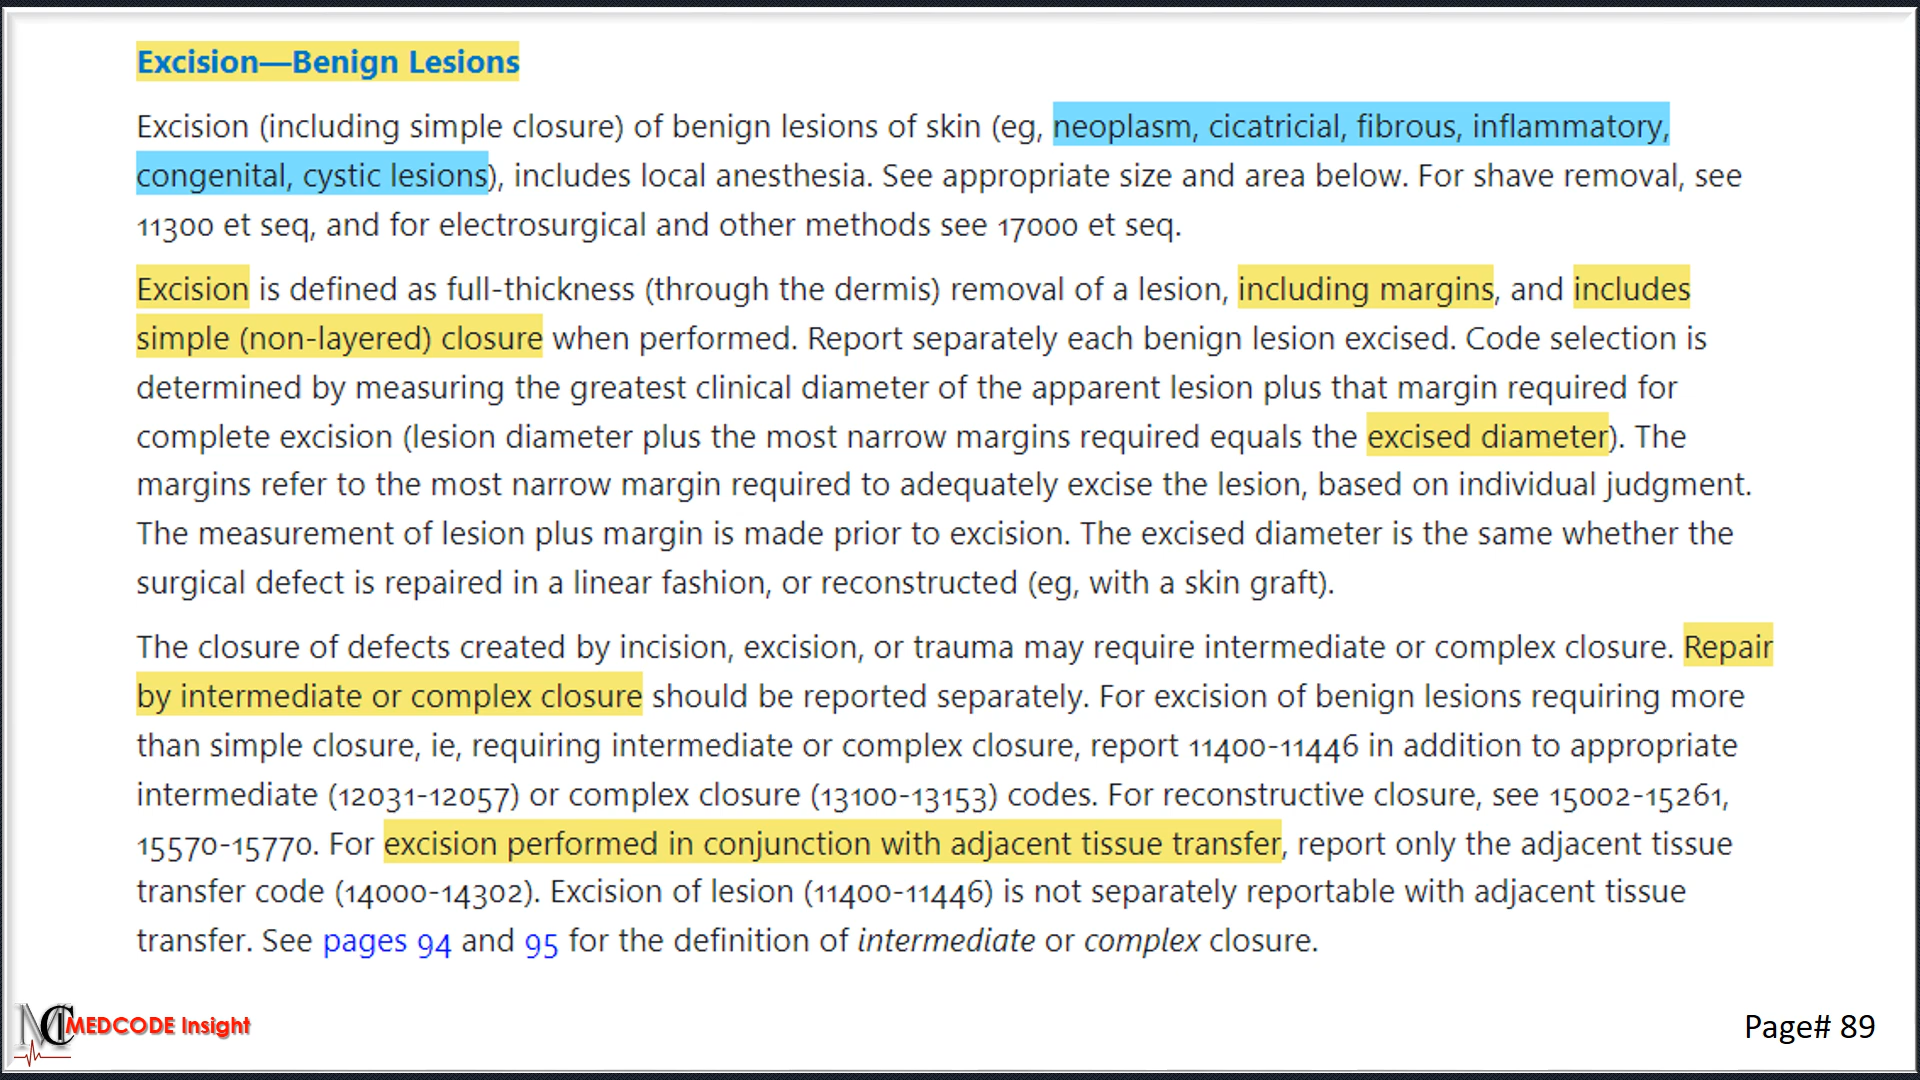 Excision—Benign Lesions
Excision (including simple closure) of benign lesions of skin (eg, neoplasm, cicatricial, fibrous, inflammatory,
congenital, cystic lesions), includes local anesthesia. See appropriate size and area below. For shave removal, see
11300 et seq, and for electrosurgical and other methods see 17000 et seq.
Excision is defined as full-thickness (through the dermis) removal of a lesion, including margins, and includes
simple (non-layered) closure when performed. Report separately each benign lesion excised. Code selection is
determined by measuring the greatest clinical diameter of the apparent lesion plus that margin required for
complete excision (lesion diameter plus the most narrow margins required equals the excised diameter). The
margins refer to the most narrow margin required to adequately excise the lesion, based on individual judgment.
The measurement of lesion plus margin is made prior to excision. The excised diameter is the same whether the
surgical defect is repaired in a linear fashion, or reconstructed (eg, with a skin graft).
The closure of defects created by incision, excision, or trauma may require intermediate or complex closure. Repair
by intermediate or complex closure should be reported separately. For excision of benign lesions requiring more
than simple closure, ie, requiring intermediate or complex closure, report 11400-11446 in addition to appropriate
intermediate (12031-12057) or complex closure (13100-13153) codes. For reconstructive closure, see 15002-15261,
15570-15770. For excision performed in conjunction with adjacent tissue transfer, report only the adjacent tissue
transfer code (14000-14302). Excision of lesion (11400-11446) is not separately reportable with adjacent tissue
transfer. See pages 94 and 95 for the definition of intermediate or complex closure.
MCI MEDCODE Insight
Page# 89